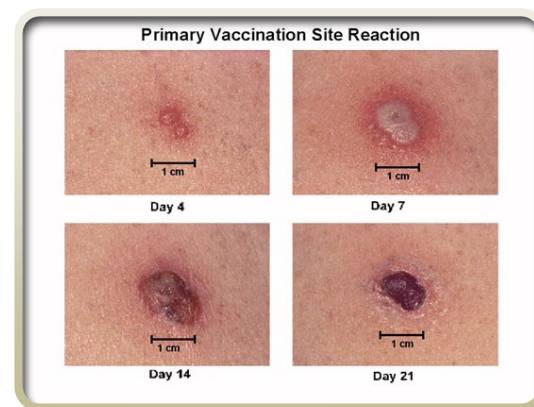 Primary Vaccination Site Reaction
1 cm
1 cm
Day 4
Day 7
1 cm
1 cm
Day 14
Day 21